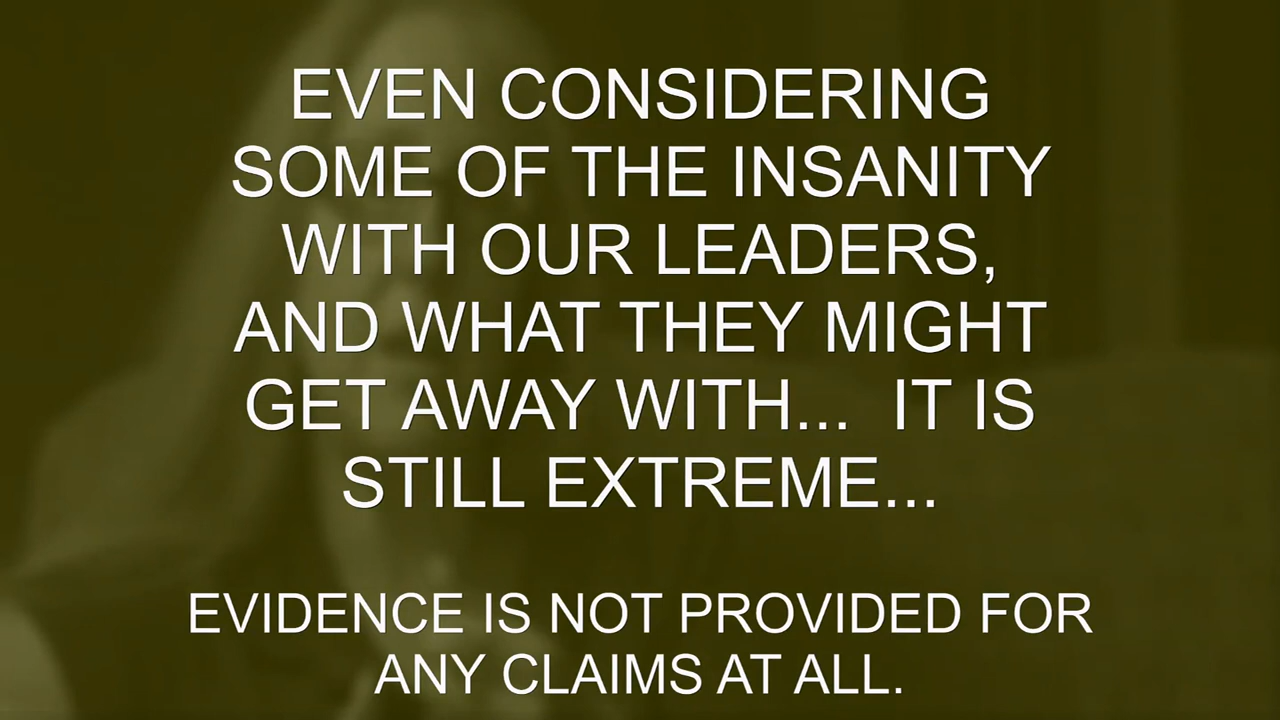 EVEN CONSIDERING
SOME OF THE INSANITY
WITH OUR LEADERS,
AND WHAT THEY MIGHT
GET AWAY WITH...  IT IS
STILL EXTREME...
EVIDENCE IS NOT PROVIDED FOR
ANY CLAIMS AT ALL.